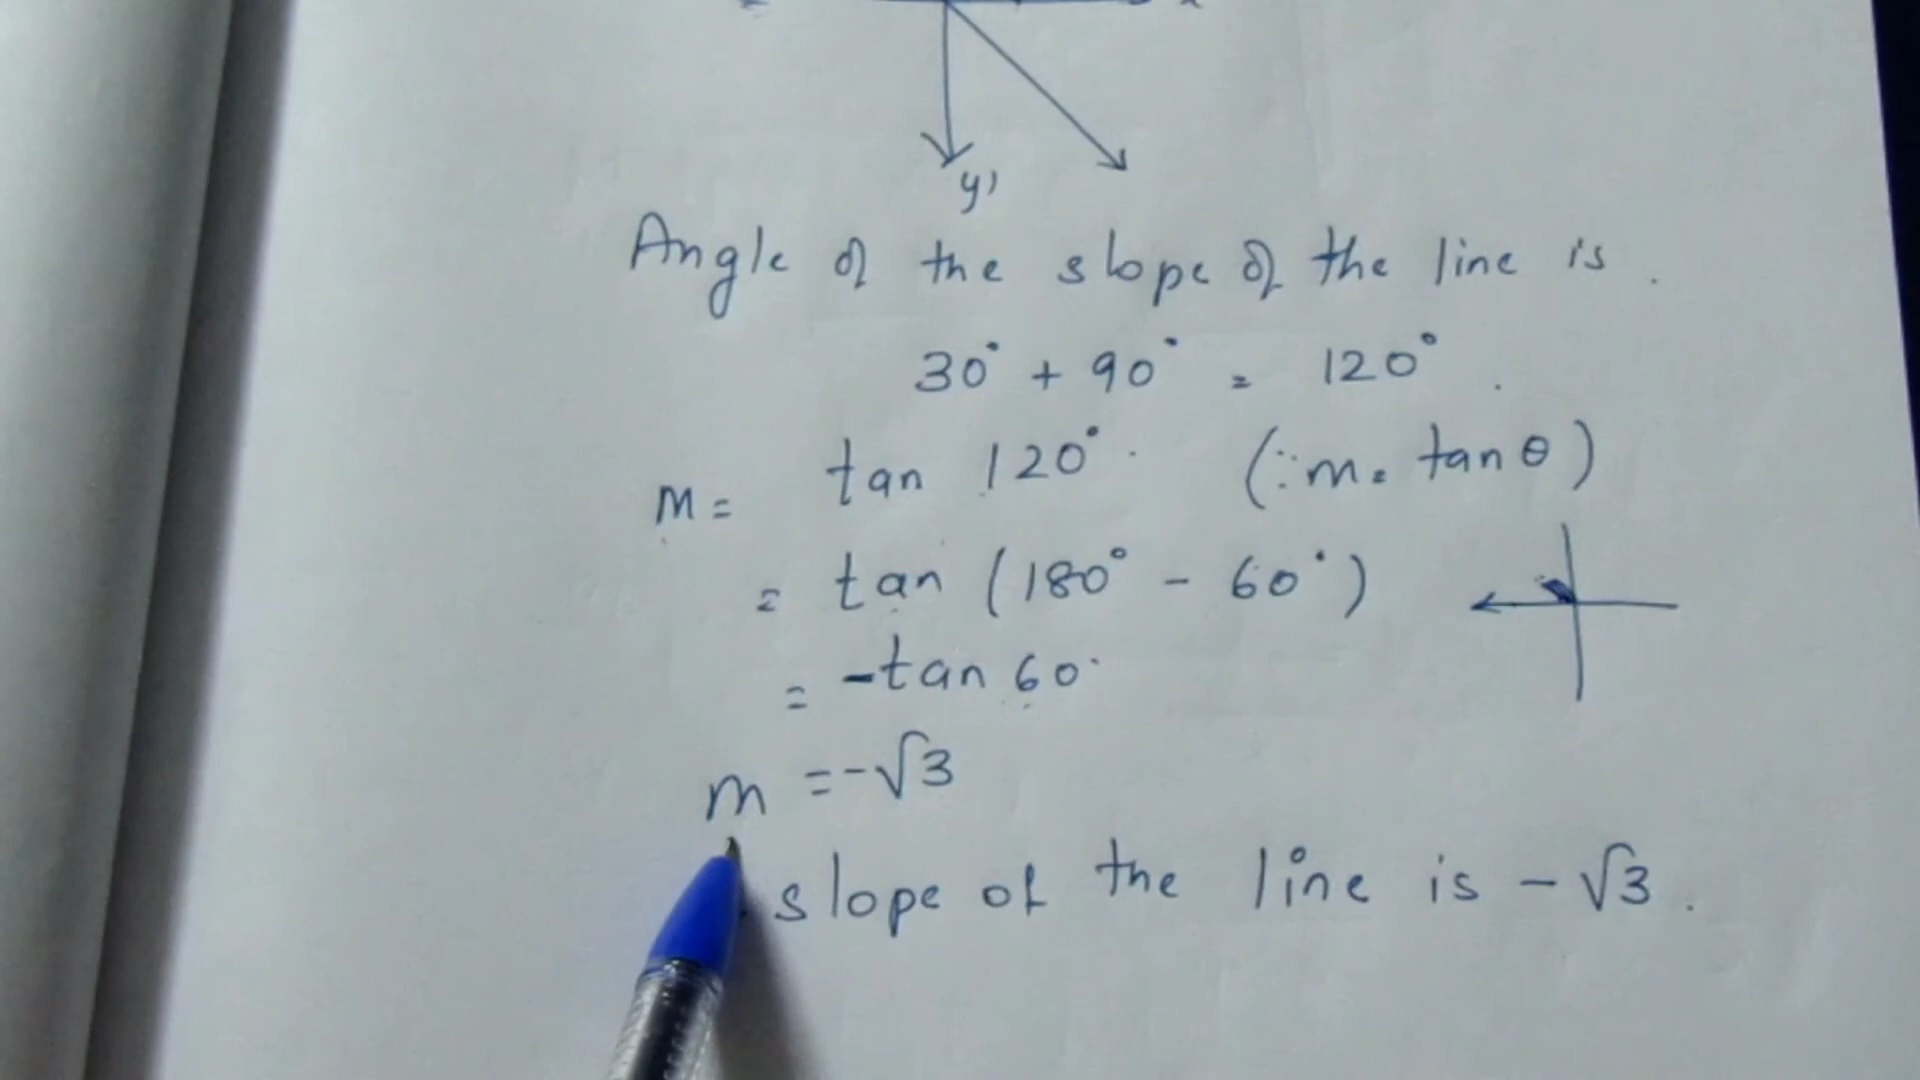 y'
Angle of the slope of the line is.
30° + 90° = 120°.
m = tan 120°. (∵ m = tan θ)
= tan (180° - 60°)
= -tan 60°
m = -√3
slope of the line is -√3.